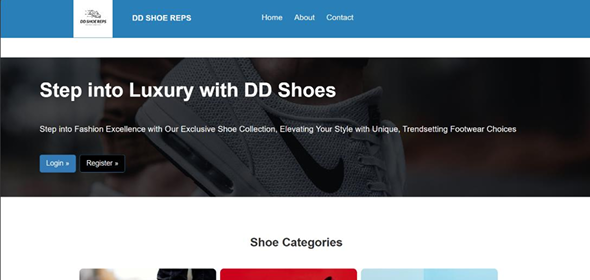 DD SHOE REPS
DD SHOE REPS
Home
About
Contact
Step into Luxury with DD Shoes
Step into Fashion Excellence with Our Exclusive Shoe Collection, Elevating Your Style with Unique, Trendsetting Footwear Choices
Login »
Register »
Shoe Categories